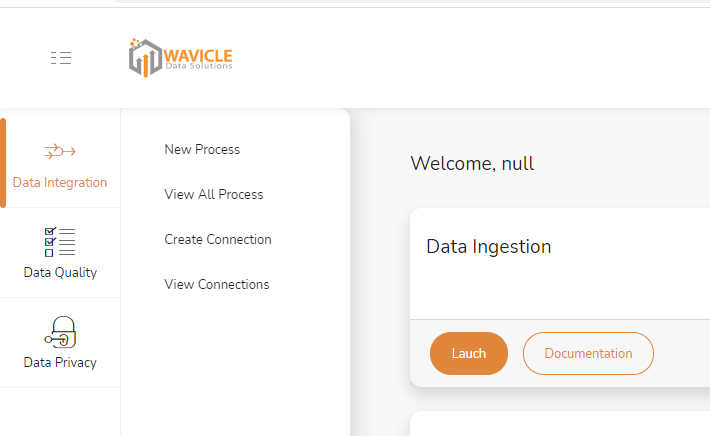 WAVICLE
Data Solutions
Data Integration
Data Quality
Data Privacy
New Process
View All Process
Create Connection
View Connections
Welcome, null
Data Ingestion
Lauch
Documentation